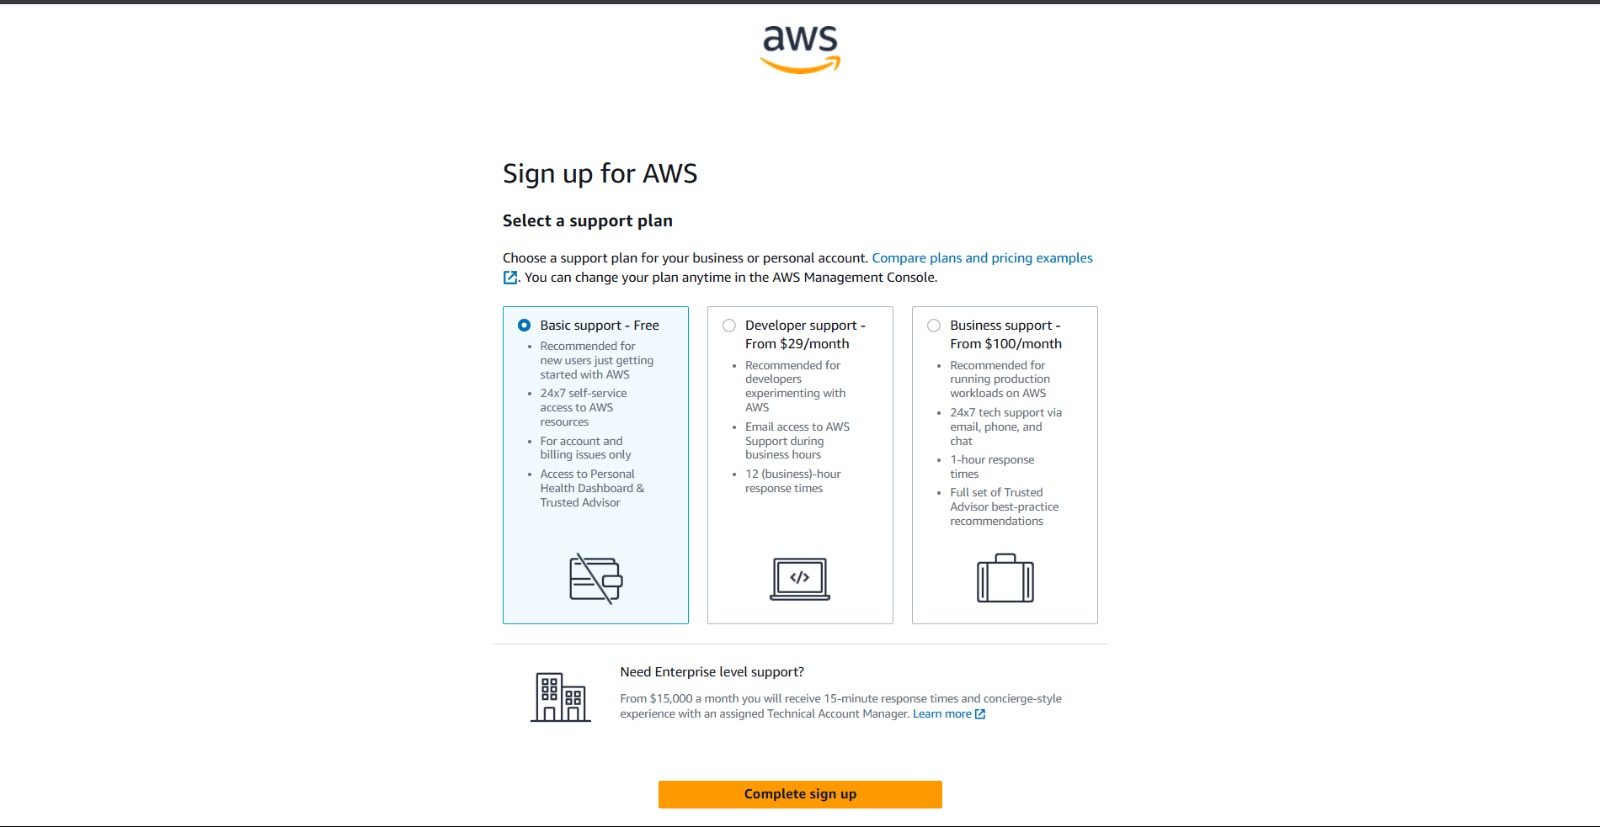 aws
Sign up for AWS
Select a support plan
Choose a support plan for your business or personal account. Compare plans and pricing examples
. You can change your plan anytime in the AWS Management Console.
Basic support - Free
• Recommended for
new users just getting
started with AWS
• 24x7 self-service
access to AWS
resources
• For account and
billing issues only
• Access to Personal
Health Dashboard &
Trusted Advisor
Developer support -
From $29/month
• Recommended for
developers
experimenting with
AWS
• Email access to AWS
Support during
business hours
• 12 (business)-hour
response times
</>
Business support -
From $100/month
• Recommended for
running production
workloads on AWS
• 24x7 tech support via
email, phone, and
chat
• 1-hour response
times
• Full set of Trusted
Advisor best-practice
recommendations
Need Enterprise level support?
From $15,000 a month you will receive 15-minute response times and concierge-style
experience with an assigned Technical Account Manager. Learn more
Complete sign up